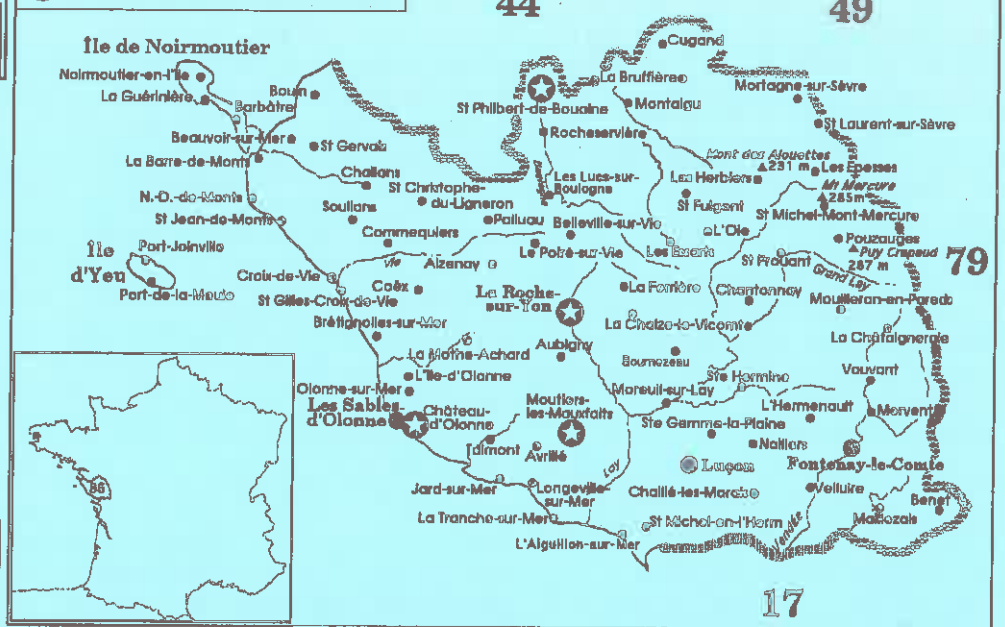 44
49
Île de Noirmoutier
Cugand
Noirmoutier-en-l'Île
La Bruffière
La Guérinière
Bouin
Mortagne-sur-Sèvre
Barbâtre
St Philbert-de-Bouaine
Montaigu
Beauvoir-sur-Mer
Rocheservière
St Laurent-sur-Sèvre
St Gervais
La Barre-de-Monts
Mont des Alouettes
231 m
Les Epesses
Challans
Les Lucs-sur-
Boulogne
Les Herbiers
Mt Mercure
285m
N.-D.-de-Monts
St Christophe-
du-Ligneron
St Fulgent
St Michel-Mont-Mercure
Soullans
St Jean-de-Monts
Palluau
Belleville-sur-Vie
L'Oie
Pouzauges
Commequiers
Île
d'Yeu
Port-Joinville
Le Poiré-sur-Vie
Les Essarts
Puy Crapaud
287 m
79
Vie
Aizenay
St Prouant
Grand Lay
Croix-de-Vie
Port-de-la-Meule
Coëx
La Ferrière
Chantonnay
St Gilles-Croix-de-Vie
La Roche-
sur-Yon
Mouilleron-en-Pareds
Brétignolles-sur-Mer
La Chaize-le-Vicomte
La Châtaigneraie
La Mothe-Achard
Aubigny
Bournezeau
L'Ile-d'Olonne
Ste Hermine
Vouvant
Olonne-sur-Mer
Moutiers-
les-Mauxfaits
Mareuil-sur-Lay
Les Sables-
d'Olonne
Château-
d'Olonne
L'Hermenault
Mervent
Ste Gemme-la-Plaine
Talmont
Avrillé
Nalliers
Lay
Luçon
Fontenay-le-Comte
86
Jard-sur-Mer
Longeville-
sur-Mer
Chaillé-les-Marais
Velluire
Benet
La Tranche-sur-Mer
Maillezais
St Michel-en-l'Herm
Vendée
L'Aiguillon-sur-Mer
17